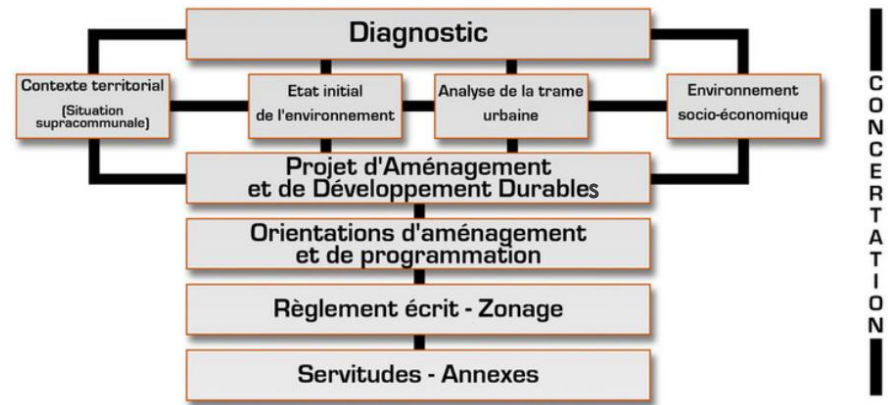 Diagnostic
Contexte territorial
(Situation
supracommunale)
Etat initial
de l'environnement
Analyse de la trame
urbaine
Environnement
socio-économique
Projet d'Aménagement
et de Développement Durables
Orientations d'aménagement
et de programmation
Règlement écrit - Zonage
Servitudes - Annexes
CONCERTATION